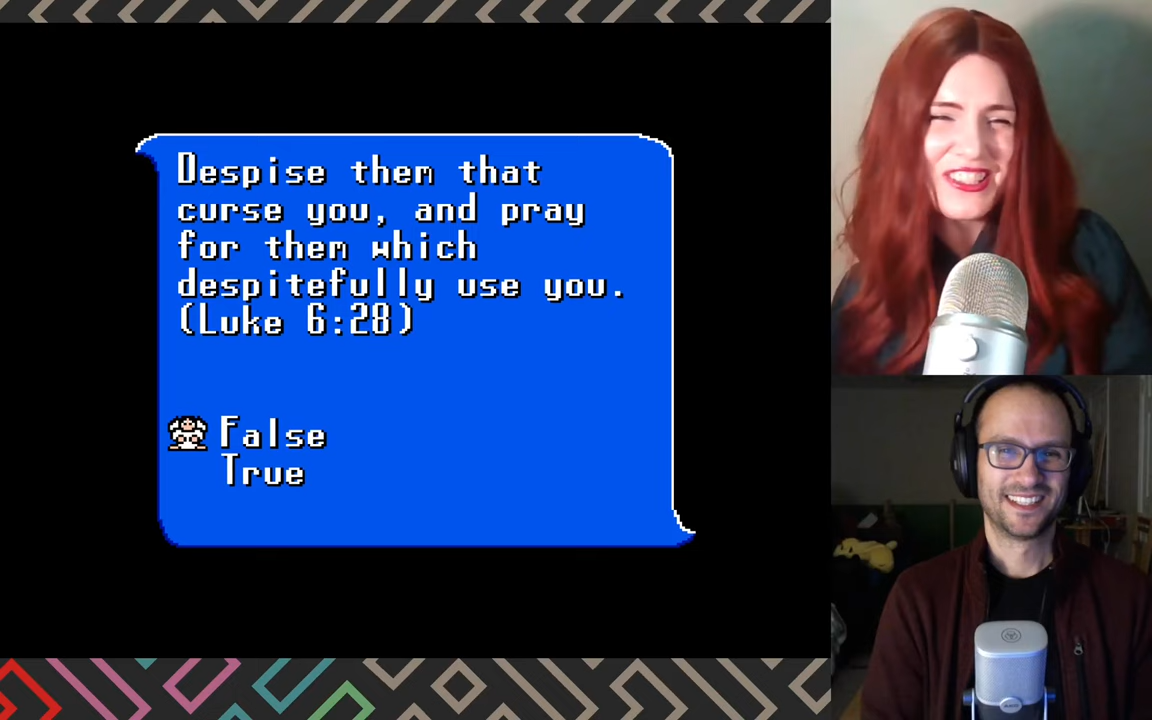 Despise them that
curse you, and pray
for them which
despitefully use you.
(Luke 6:28)
False
True